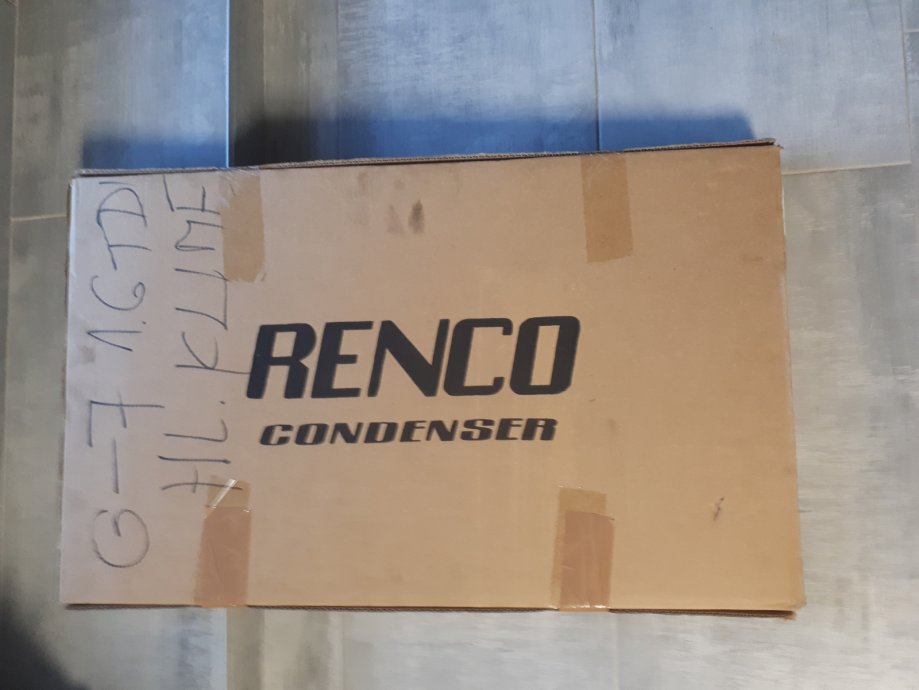 G-7 1.6TDI
HL. KLIME
RENCO
CONDENSER